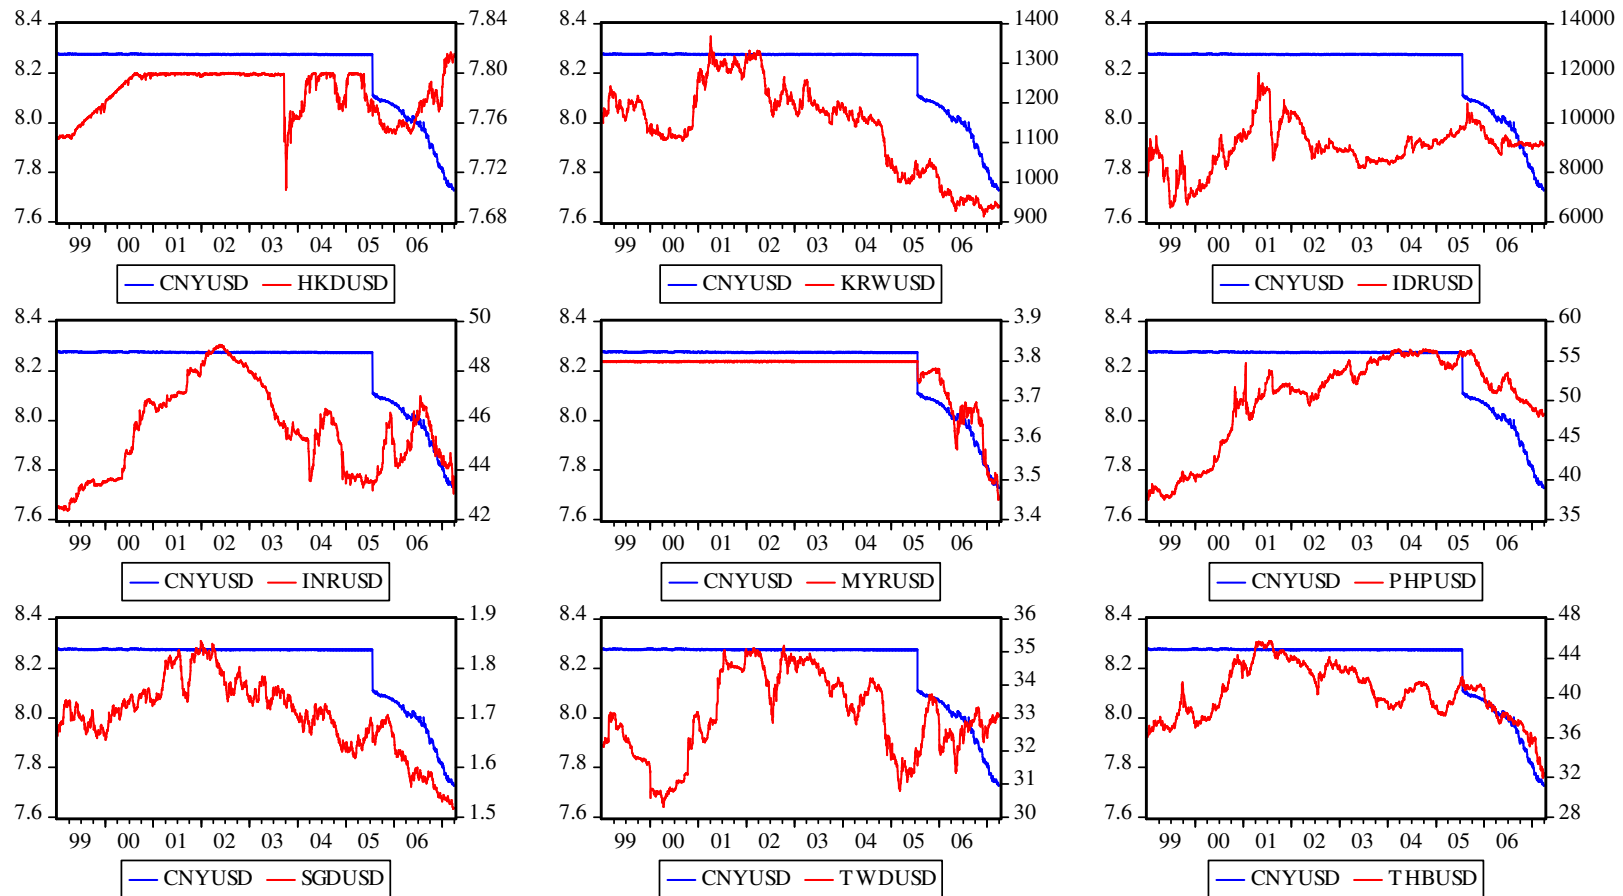 8.4 7.84 8.4 1400 8.4 14000
8.2 7.80 8.2 1300 8.2 12000
1200
8.0 7.76 8.0 1100 8.0 10000
7.8 7.72 7.8 1000 7.8 8000
7.6 7.68 7.6 900 7.6 6000
99 00 01 02 03 04 05 06 99 00 01 02 03 04 05 06 99 00 01 02 03 04 05 06
CNYUSD HKDUSD CNYUSD KRWUSD CNYUSD IDRUSD
8.4 50 8.4 3.9 8.4 60
8.2 48 8.2 3.8 8.2 55
3.7 50
8.0 46 8.0 3.6 8.0 45
7.8 44 7.8 3.5 7.8 40
7.6 42 7.6 3.4 7.6 35
99 00 01 02 03 04 05 06 99 00 01 02 03 04 05 06 99 00 01 02 03 04 05 06
CNYUSD INRUSD CNYUSD MYRUSD CNYUSD PHPUSD
8.4 1.9 8.4 36 8.4 48
8.2 1.8 8.2 35 8.2 44
34
8.0 1.7 8.0 33 8.0 40
32 36
7.8 1.6 7.8 31 7.8 32
7.6 1.5 7.6 30 7.6 28
99 00 01 02 03 04 05 06 99 00 01 02 03 04 05 06 99 00 01 02 03 04 05 06
CNYUSD SGDUSD CNYUSD TWDUSD CNYUSD THBUSD